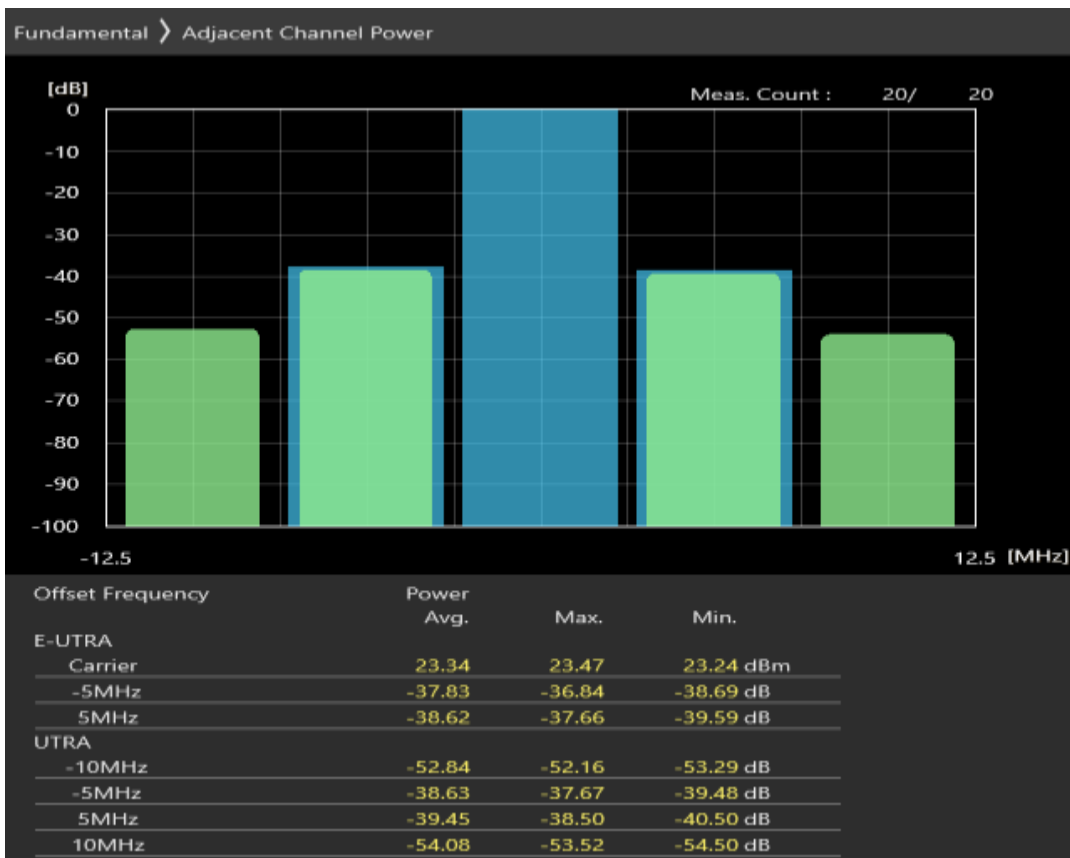 Fundamental ❯ Adjacent Channel Power
[dB]
Meas. Count : 20/ 20
0
-10
-20
-30
-40
-50
-60
-70
-80
-90
-100
-12.5 12.5 [MHz]
Offset Frequency Power
Avg. Max. Min.
E-UTRA
Carrier 23.34 23.47 23.24 dBm
-5MHz -37.83 -36.84 -38.69 dB
5MHz -38.62 -37.66 -39.59 dB
UTRA
-10MHz -52.84 -52.16 -53.29 dB
-5MHz -38.63 -37.67 -39.48 dB
5MHz -39.45 -38.50 -40.50 dB
10MHz -54.08 -53.52 -54.50 dB